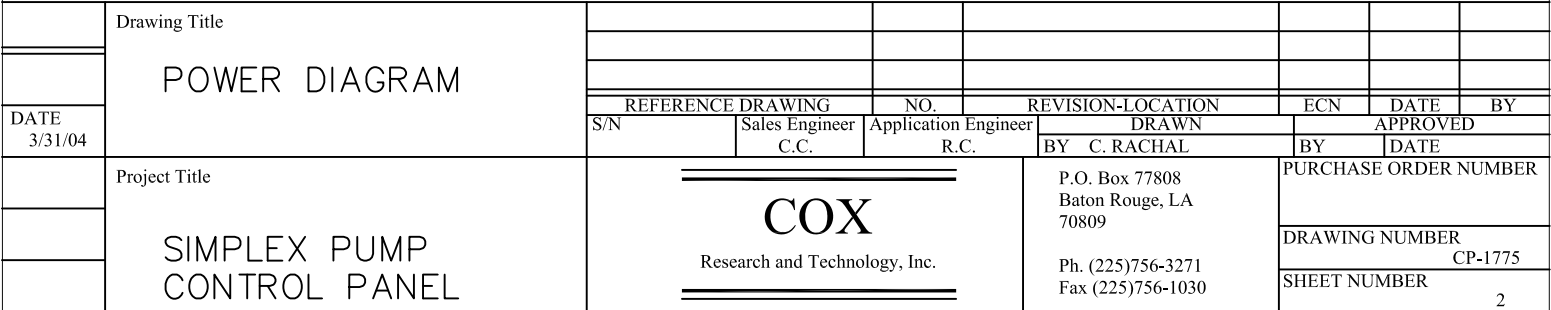 Drawing Title
POWER DIAGRAM
REFERENCE DRAWING NO. REVISION-LOCATION ECN DATE BY
DATE
3/31/04
S/N Sales Engineer Application Engineer DRAWN APPROVED
C.C. R.C. BY C. RACHAL BY DATE
Project Title
SIMPLEX PUMP
CONTROL PANEL
COX
Research and Technology, Inc.
P.O. Box 77808
Baton Rouge, LA
70809
Ph. (225)756-3271
Fax (225)756-1030
PURCHASE ORDER NUMBER
DRAWING NUMBER
CP-1775
SHEET NUMBER
2